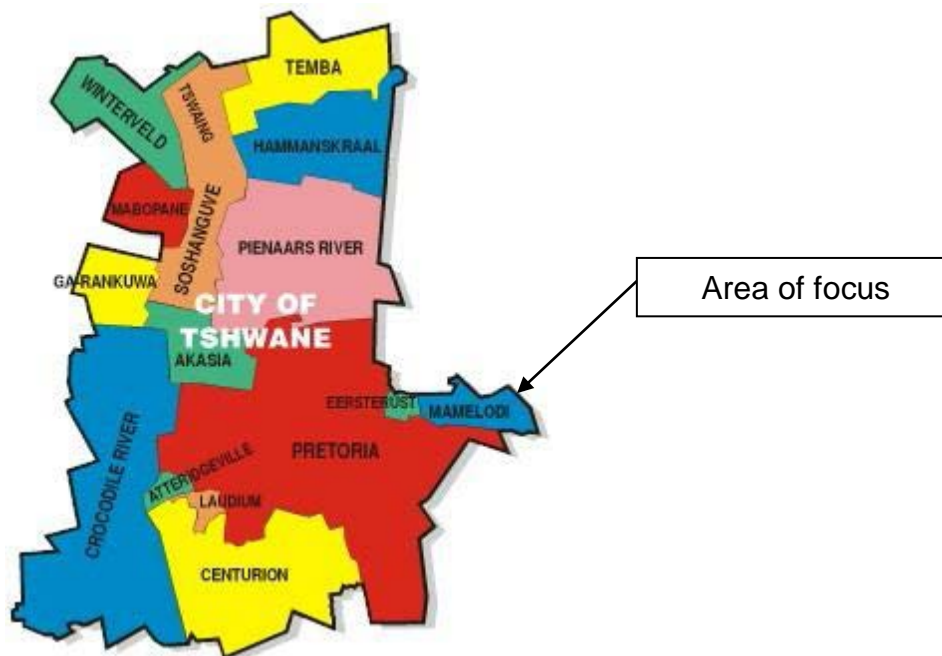 TEMBA
WINTERVELD
TSWAING
HAMMANSKRAAL
MABOPANE
SOSHANGUVE
PIENAARS RIVER
GA-RANKUWA
Area of focus
CITY OF
TSHWANE
AKASIA
EERSTERUST
MAMELODI
CROCODILE RIVER
ATTERIDGEVILLE
PRETORIA
LAUDIUM
CENTURION